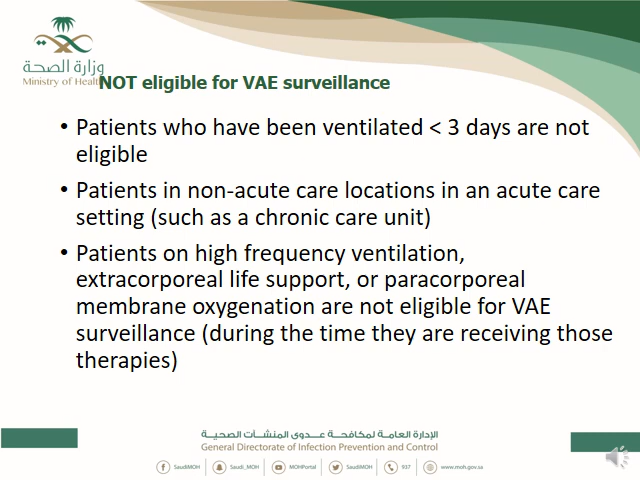 وزارة الصحة
Ministry of Health
NOT eligible for VAE surveillance
• Patients who have been ventilated < 3 days are not
eligible
• Patients in non-acute care locations in an acute care
setting (such as a chronic care unit)
• Patients on high frequency ventilation,
extracorporeal life support, or paracorporeal
membrane oxygenation are not eligible for VAE
surveillance (during the time they are receiving those
therapies)
الإدارة العامة لمكافحة عدوى المنشآت الصحية
General Directorate of Infection Prevention and Control
SaudiMOH Saudi_MOH MOHPortal SaudiMOH 937 www.moh.gov.sa